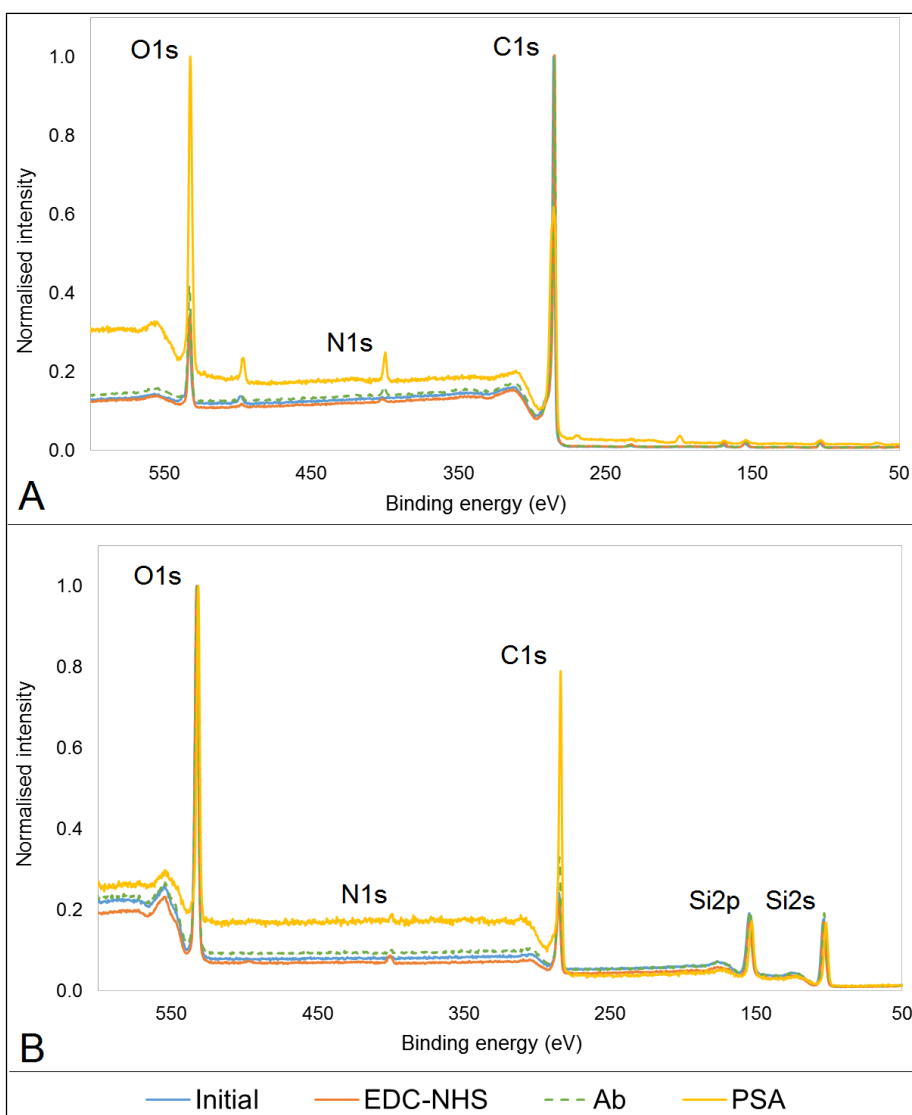 O1s
C1s
1.0
0.8
0.6
0.4
0.2
0.0
Normalised intensity
N1s
550
450
350
250
150
50
Binding energy (eV)
A
O1s
C1s
1.0
0.8
0.6
0.4
0.2
0.0
Normalised intensity
N1s
Si2p
Si2s
550
450
350
250
150
50
Binding energy (eV)
B
Initial
EDC-NHS
Ab
PSA